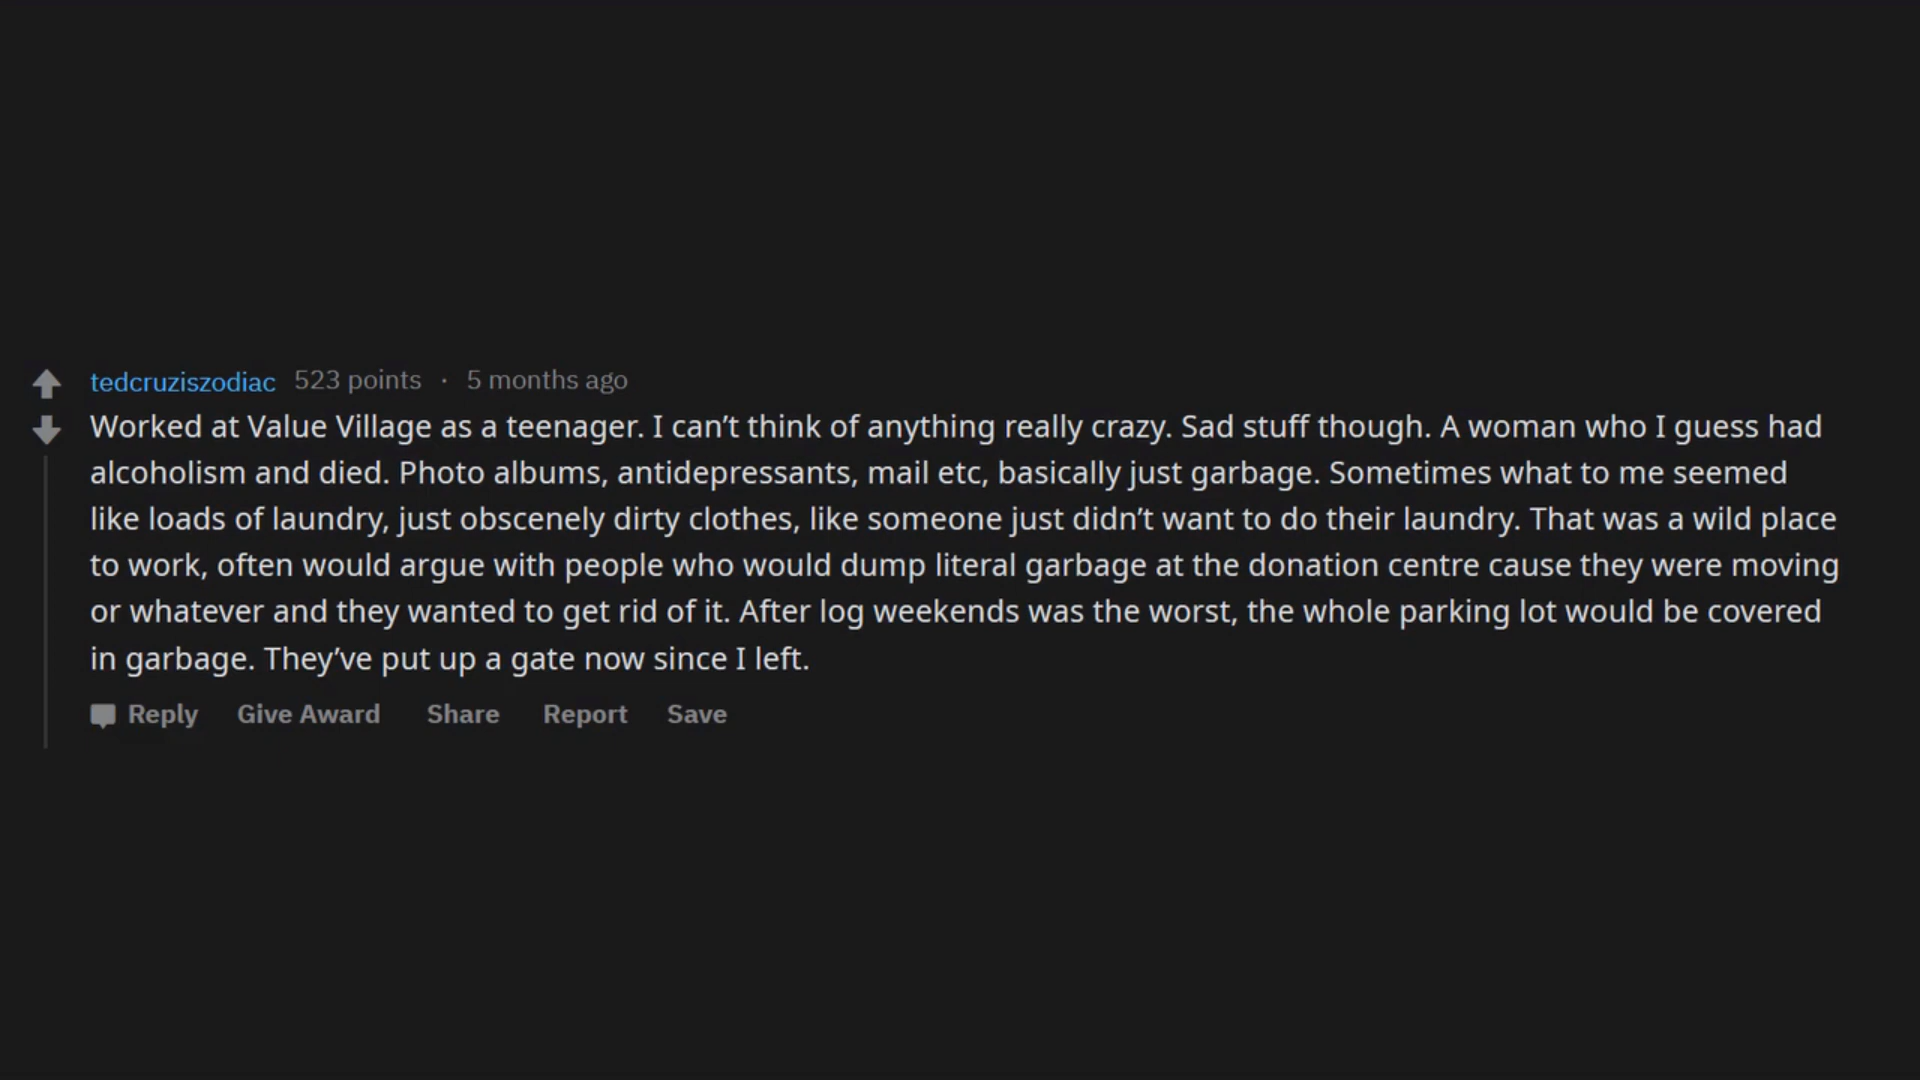 tedcruziszodiac 523 points · 5 months ago
Worked at Value Village as a teenager. I can’t think of anything really crazy. Sad stuff though. A woman who I guess had
alcoholism and died. Photo albums, antidepressants, mail etc, basically just garbage. Sometimes what to me seemed
like loads of laundry, just obscenely dirty clothes, like someone just didn’t want to do their laundry. That was a wild place
to work, often would argue with people who would dump literal garbage at the donation centre cause they were moving
or whatever and they wanted to get rid of it. After log weekends was the worst, the whole parking lot would be covered
in garbage. They’ve put up a gate now since I left.
Reply Give Award Share Report Save